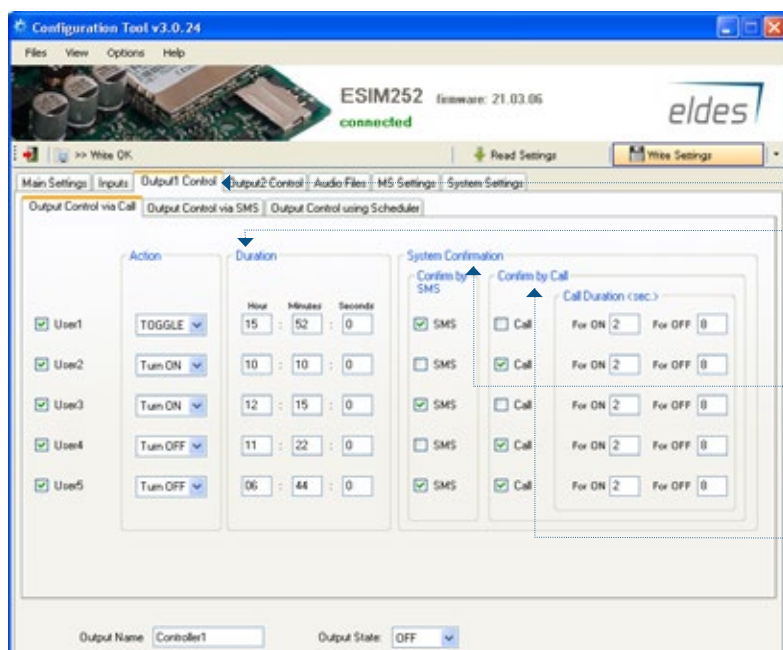 Configuration Tool v3.0.24
Files View Options Help
ESIM252 firmware: 21.03.06
connected
eldes
>> Write OK.
Read Settings
Write Settings
Main Settings Inputs Output1 Control Output2 Control Audio Files MS Settings System Settings
Output Control via Call Output Control via SMS Output Control using Scheduler
Action Duration System Confirmation
Confirm by SMS Confirm by Call
Call Duration <sec.>
Hour Minutes Seconds
User1 TOGGLE 15 : 52 : 0 SMS Call For ON 2 For OFF 8
User2 Turn ON 10 : 10 : 0 SMS Call For ON 2 For OFF 8
User3 Turn ON 12 : 15 : 0 SMS Call For ON 2 For OFF 8
User4 Turn OFF 11 : 22 : 0 SMS Call For ON 2 For OFF 8
User5 Turn OFF 06 : 44 : 0 SMS Call For ON 2 For OFF 8
Output Name Controller1 Output State: OFF